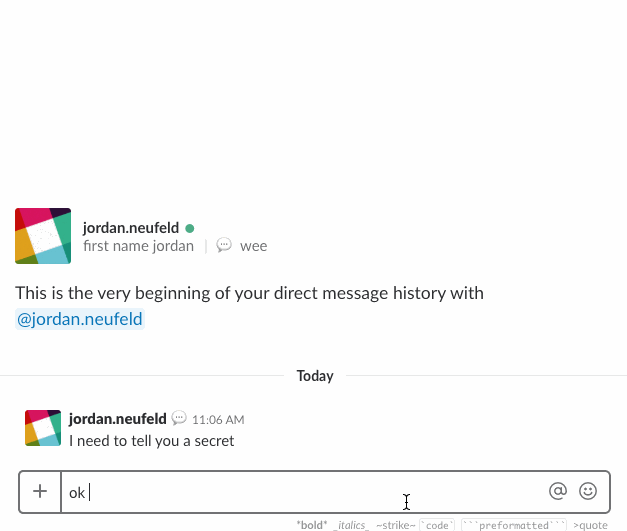 jordan.neufeld
first name jordan | wee
This is the very beginning of your direct message history with
@jordan.neufeld
Today
jordan.neufeld 11:06 AM
I need to tell you a secret
+ ok @
*bold* _italics_ ~strike~ `code` ```preformatted``` >quote